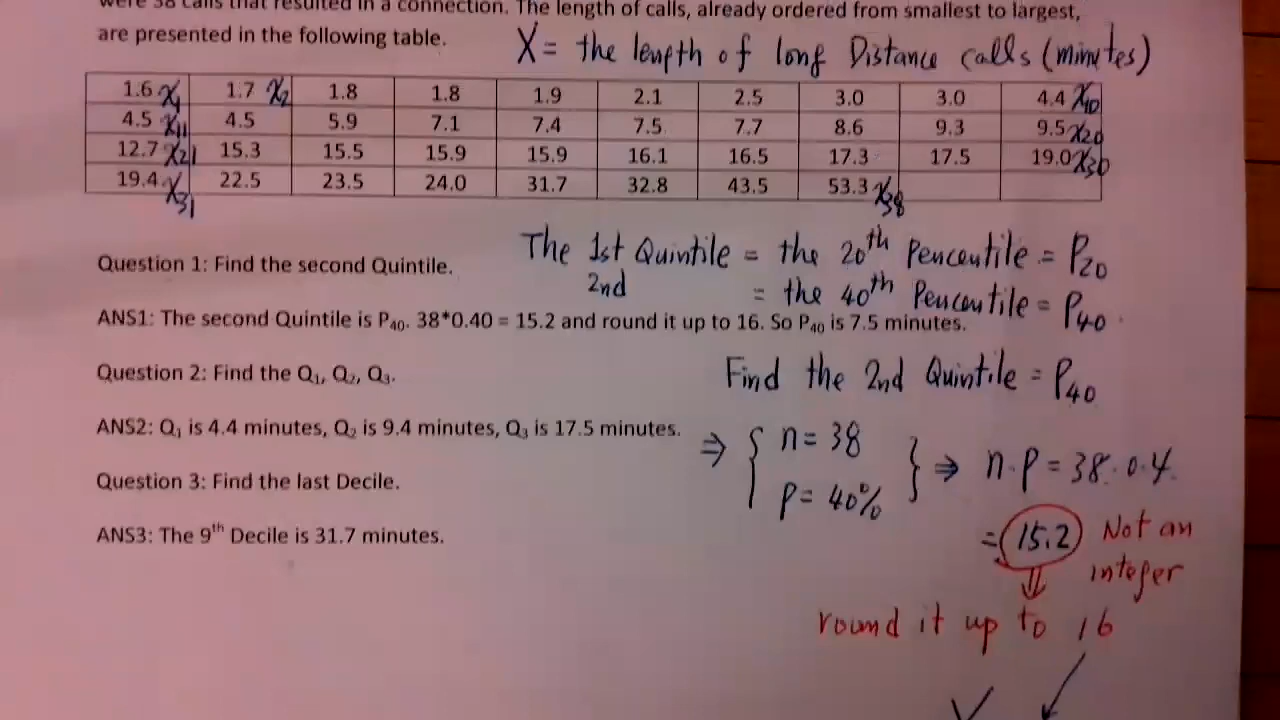 were 38 calls that resulted in a connection. The length of calls, already ordered from smallest to largest,
are presented in the following table.
X = the length of long Distance calls (minutes)
1.6 X1 1.7 X2 1.8 1.8 1.9 2.1 2.5 3.0 3.0 4.4 X10
4.5 X11 4.5 5.9 7.1 7.4 7.5 7.7 8.6 9.3 9.5 X20
12.7 X21 15.3 15.5 15.9 15.9 16.1 16.5 17.3 17.5 19.0 X30
19.4 X31 22.5 23.5 24.0 31.7 32.8 43.5 53.3 X38
The 1st Quintile = the 20th Percentile = P20
Question 1: Find the second Quintile.
2nd = the 40th Percentile = P40
ANS1: The second Quintile is P40. 38*0.40 = 15.2 and round it up to 16. So P40 is 7.5 minutes.
Question 2: Find the Q1, Q2, Q3.
Find the 2nd Quintile = P40
ANS2: Q1 is 4.4 minutes, Q2 is 9.4 minutes, Q3 is 17.5 minutes.
⇒ { n = 38
p = 40% } ⇒ n·p = 38·0.4
Question 3: Find the last Decile.
ANS3: The 9th Decile is 31.7 minutes.
= 15.2 Not an
integer
⇓
round it up to 16